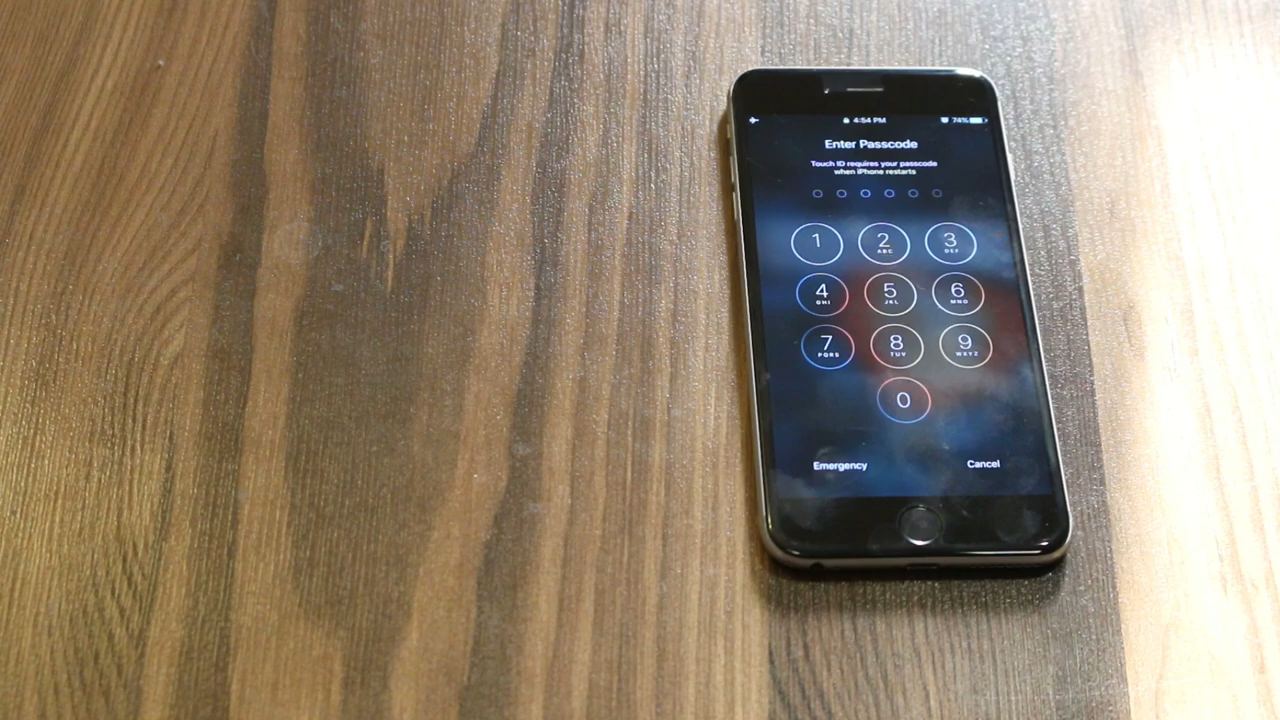 4:54 PM 74%
Enter Passcode
Touch ID requires your passcode
when iPhone restarts
1 2 3
ABC DEF
4 5 6
GHI JKL MNO
7 8 9
PQRS TUV WXYZ
0
Emergency Cancel